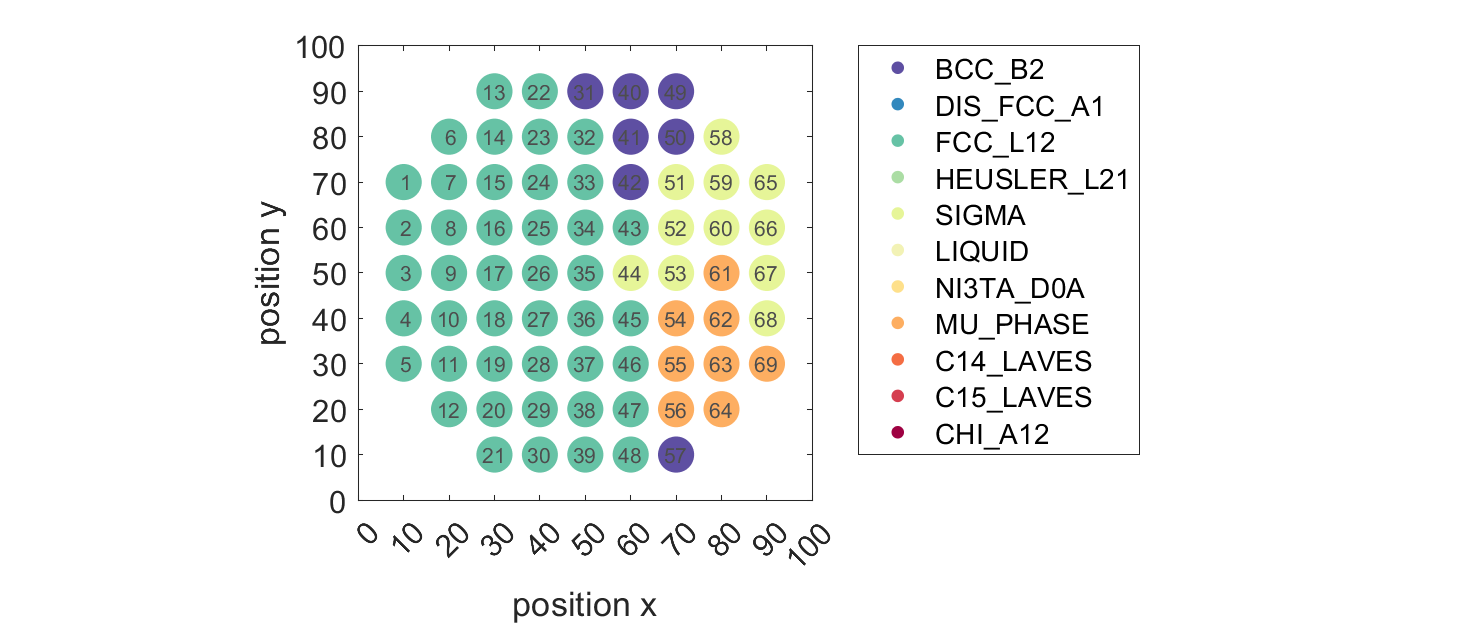 100
90
80
70
60
50
40
30
20
10
0
position y
13 22 31 40 49
6 14 23 32 41 50 58
1 7 15 24 33 42 51 59 65
2 8 16 25 34 43 52 60 66
3 9 17 26 35 44 53 61 67
4 10 18 27 36 45 54 62 68
5 11 19 28 37 46 55 63 69
12 20 29 38 47 56 64
21 30 39 48 57
0 10 20 30 40 50 60 70 80 90 100
position x
BCC_B2
DIS_FCC_A1
FCC_L12
HEUSLER_L21
SIGMA
LIQUID
NI3TA_D0A
MU_PHASE
C14_LAVES
C15_LAVES
CHI_A12